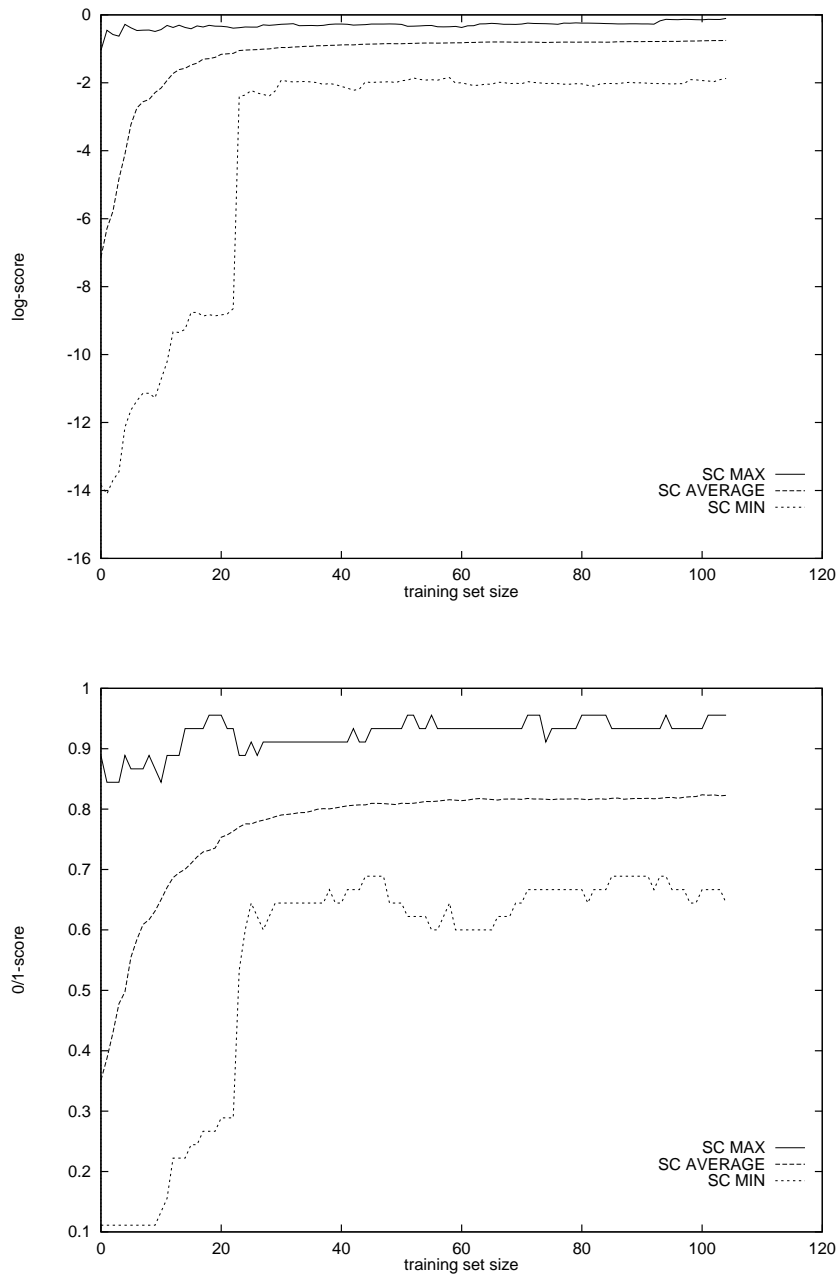 -0
-2
-4
-6
-8
-10
-12
-14
-16
log-score
SC MAX
SC AVERAGE
SC MIN
0 20 40 60 80 100 120
training set size
1
0.9
0.8
0.7
0.6
0.5
0.4
0.3
0.2
0.1
0/1-score
SC MAX
SC AVERAGE
SC MIN
0 20 40 60 80 100 120
training set size